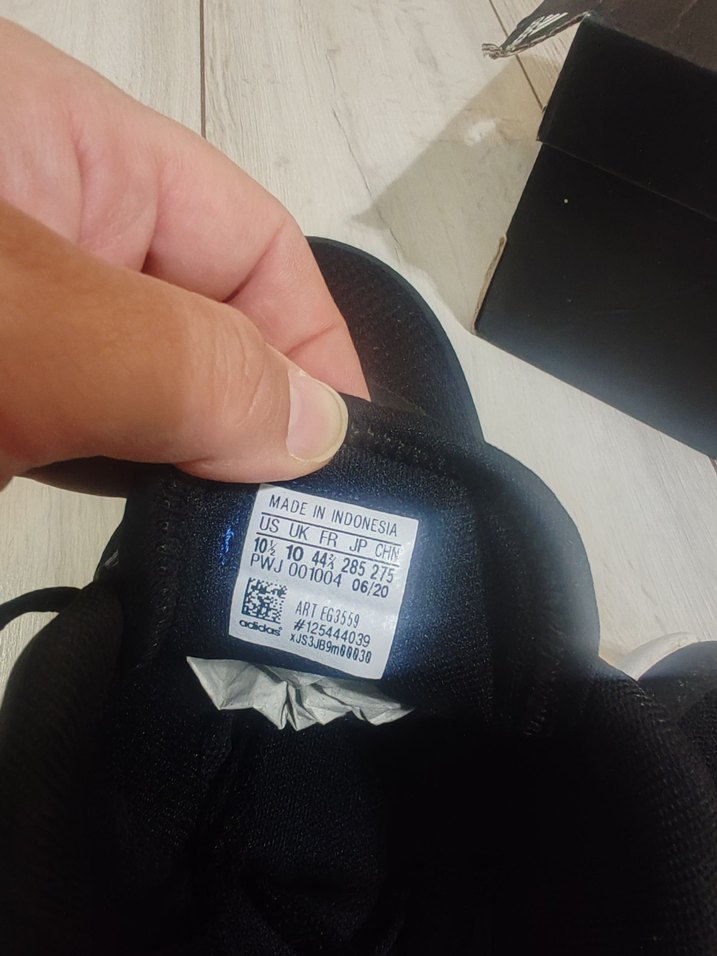 MADE IN INDONESIA
US UK FR JP CHN
10½ 10 44⅔ 285 275
PWJ 001004 06/20
ART EG3559
#125444039
adidas
xJS3JB9m00030